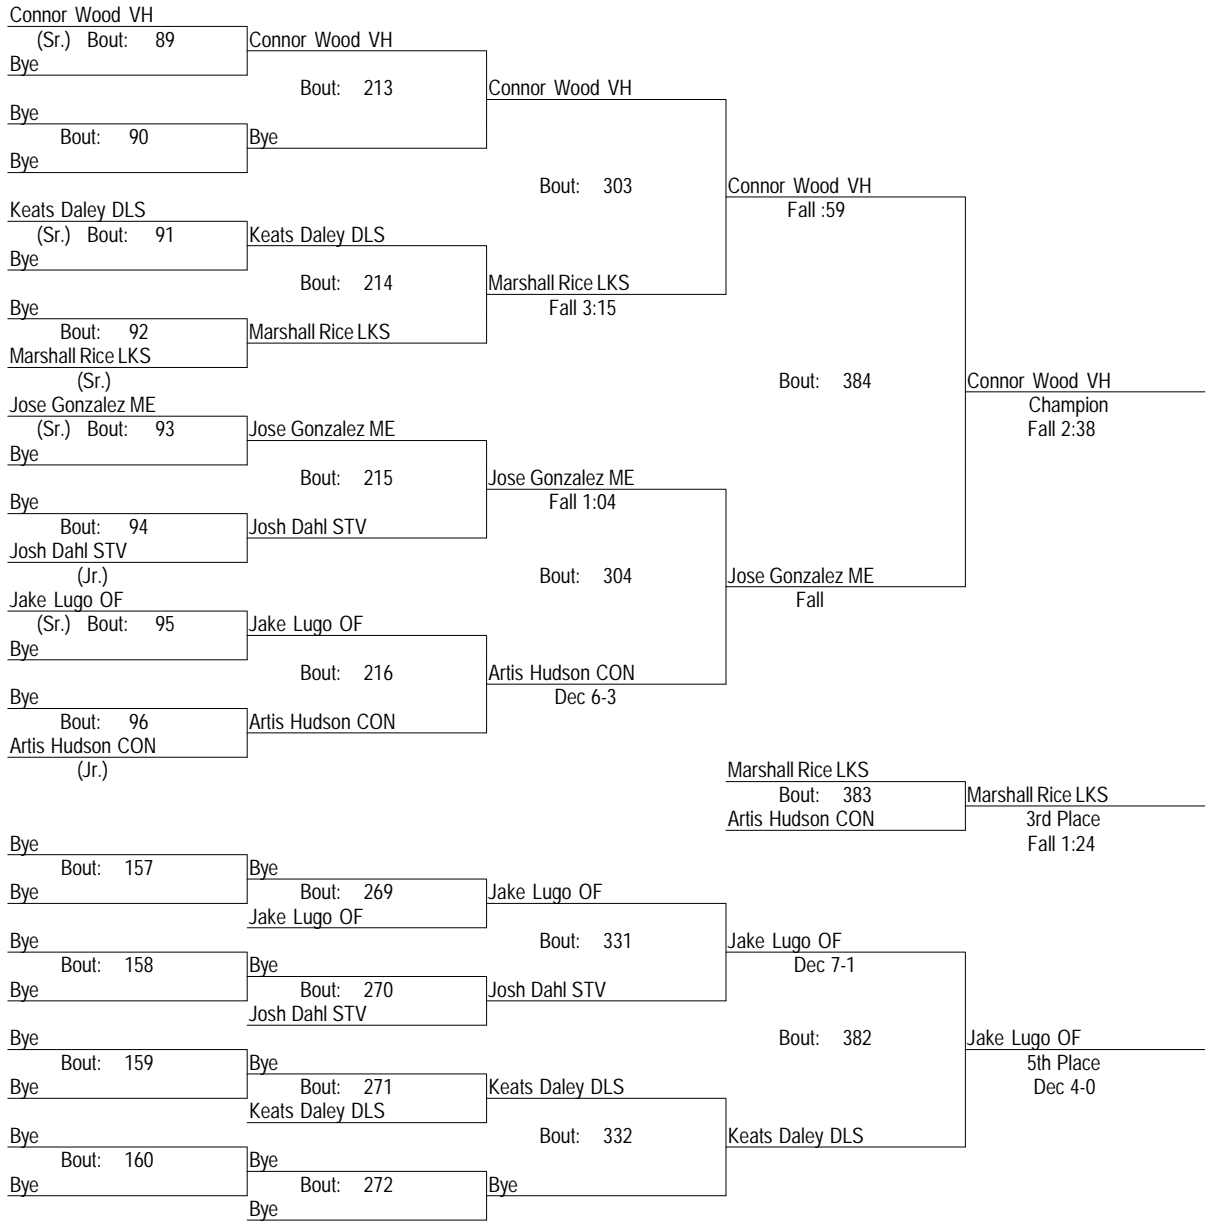 Connor Wood VH
(Sr.) Bout: 89 Connor Wood VH
Bye
Bout: 213 Connor Wood VH
Bye
Bout: 90 Bye
Bye
Bout: 303 Connor Wood VH
Keats Daley DLS Fall :59
(Sr.) Bout: 91 Keats Daley DLS
Bye
Bout: 214 Marshall Rice LKS
Bye Fall 3:15
Bout: 92 Marshall Rice LKS
Marshall Rice LKS
(Sr.) Bout: 384 Connor Wood VH
Jose Gonzalez ME Champion
(Sr.) Bout: 93 Jose Gonzalez ME Fall 2:38
Bye
Bout: 215 Jose Gonzalez ME
Bye Fall 1:04
Bout: 94 Josh Dahl STV
Josh Dahl STV
(Jr.) Bout: 304 Jose Gonzalez ME
Jake Lugo OF Fall
(Sr.) Bout: 95 Jake Lugo OF
Bye
Bout: 216 Artis Hudson CON
Bye Dec 6-3
Bout: 96 Artis Hudson CON
Artis Hudson CON
(Jr.) Marshall Rice LKS
Bout: 383 Marshall Rice LKS
Artis Hudson CON 3rd Place
Bye Fall 1:24
Bout: 157 Bye
Bye Bout: 269 Jake Lugo OF
Jake Lugo OF
Bye Bout: 331 Jake Lugo OF
Bout: 158 Bye Dec 7-1
Bye Bout: 270 Josh Dahl STV
Josh Dahl STV
Bye Bout: 382 Jake Lugo OF
Bout: 159 Bye 5th Place
Bye Bout: 271 Keats Daley DLS Dec 4-0
Keats Daley DLS
Bye Bout: 332 Keats Daley DLS
Bout: 160 Bye
Bye Bout: 272 Bye
Bye